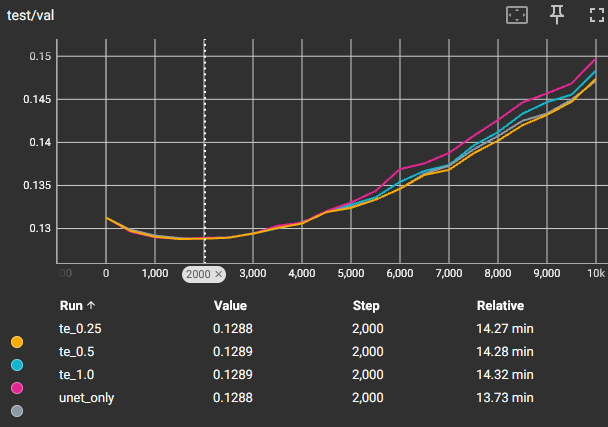 test/val
0.15
0.145
0.14
0.135
0.13
00 0 1,000 2000 × 3,000 4,000 5,000 6,000 7,000 8,000 9,000 10k
Run ↑ Value Step Relative
te_0.25 0.1288 2,000 14.27 min
te_0.5 0.1289 2,000 14.28 min
te_1.0 0.1289 2,000 14.32 min
unet_only 0.1288 2,000 13.73 min